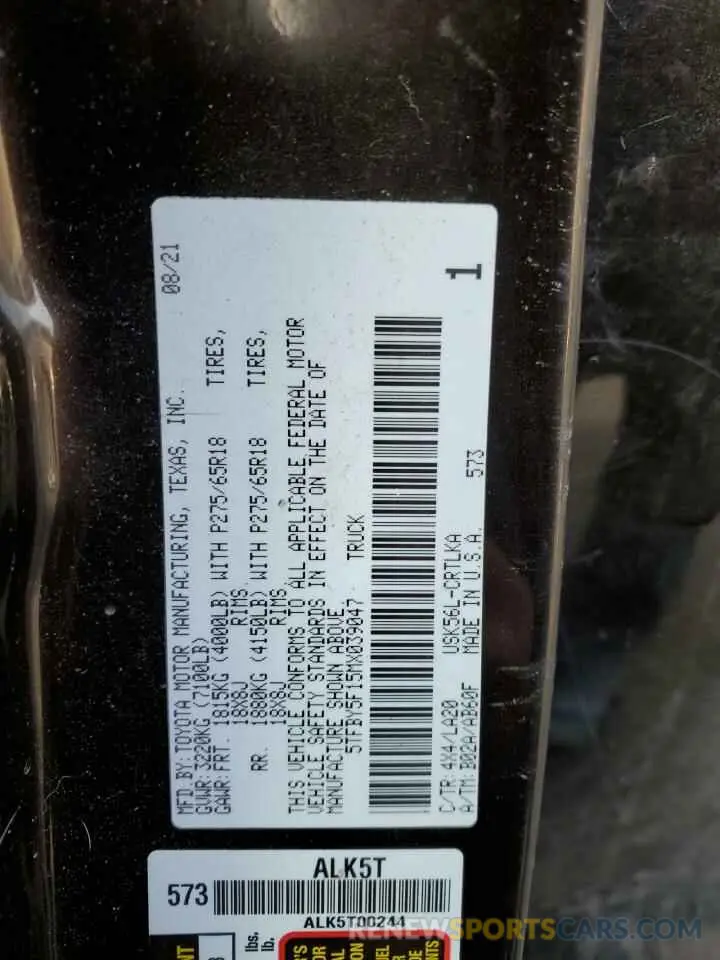 MFD.BY:TOYOTA MOTOR MANUFACTURING, TEXAS, INC. 08/21
GVWR:3220KG (7100LB)
GAWR:FRT. 1815KG (4000LB) WITH P275/65R18 TIRES,
18X8J RIMS
RR. 1880KG (4150LB) WITH P275/65R18 TIRES,
18X8J RIMS
THIS VEHICLE CONFORMS TO ALL APPLICABLE FEDERAL MOTOR
VEHICLE SAFETY STANDARDS IN EFFECT ON THE DATE OF
MANUFACTURE SHOWN ABOVE.
5TFBY5F15MX039047 TRUCK
C/TR:4X4/LA20 USK56L-CRTLKA 573
A/TM:B02A/AB60F MADE IN U.S.A.
1
ALK5T
573
ALK5T00244
lbs.
lb.
RENEWSPORTCARS.COM